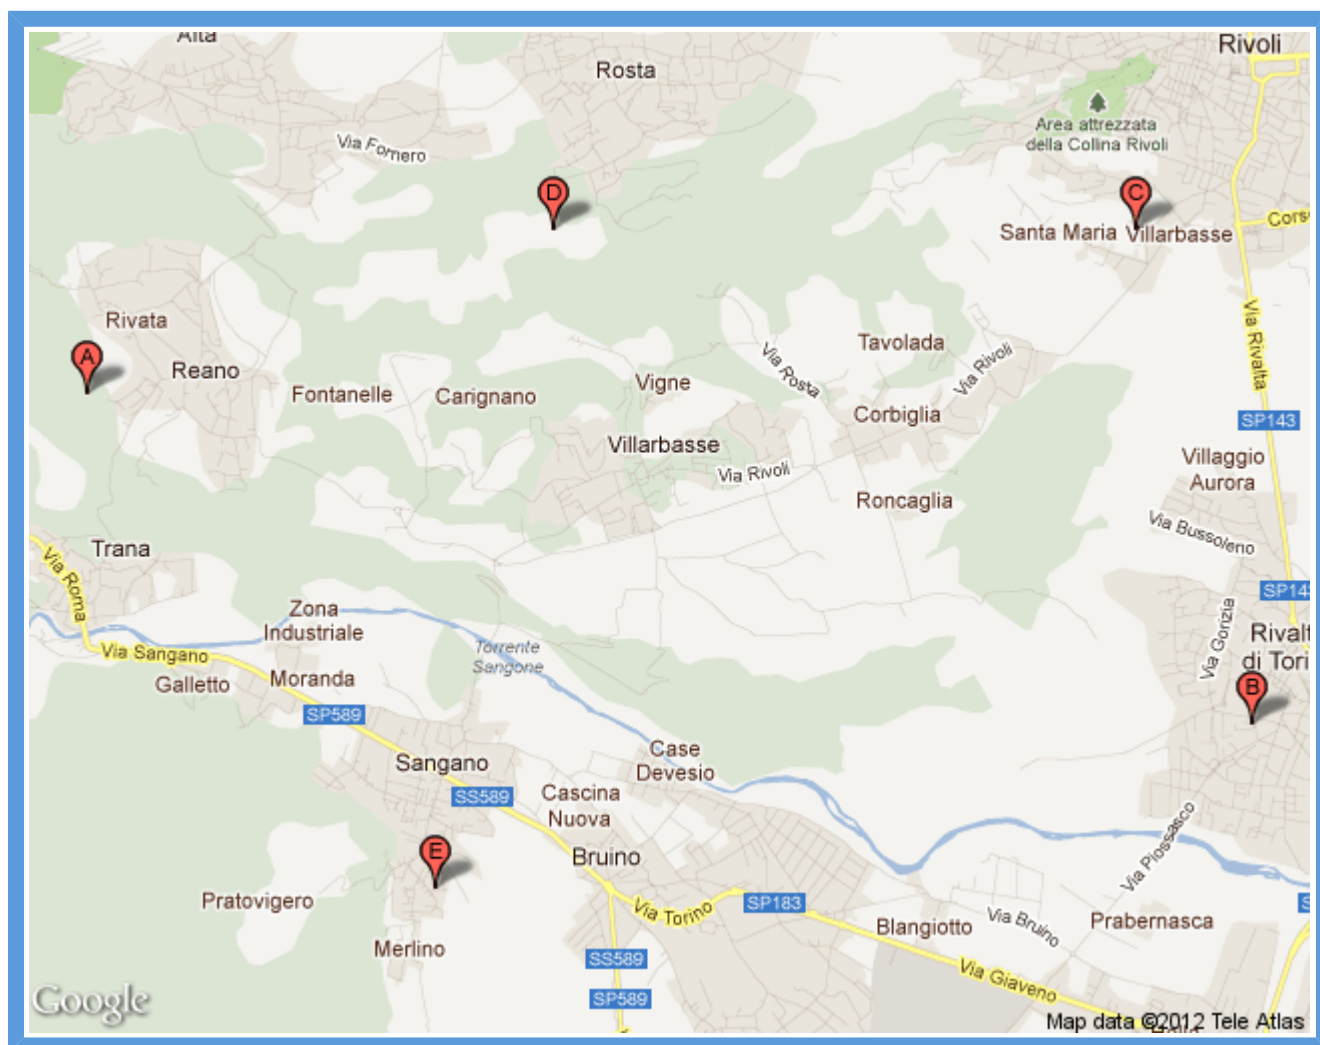 Alta
Rosta
Rivoli
Area attrezzata
della Collina Rivoli
Via Fornero
D
C
Corso
Santa Maria
Villarbasse
Rivata
A
Reano
Via Rivalta
Tavolada
Via Rosta
Via Rivoli
Fontanelle
Carignano
Vigne
Corbiglia
SP143
Villarbasse
Via Rivoli
Villaggio
Aurora
Roncaglia
Via Bussoleno
Trana
Via Roma
SP143
Zona
Industriale
Via Gorizia
Rivalt
di Tori
Torrente
Sangone
Via Sangano
Galletto
Moranda
B
SP589
Case
Devesio
Sangano
SS589
Cascina
Nuova
Via Piossasco
E
Bruino
Pratovigero
Via Torino
SP183
Blangiotto
Via Bruino
Prabernasca
S
Merlino
SS589
Via Giaveno
SP589
Google
Map data ©2012 Tele Atlas